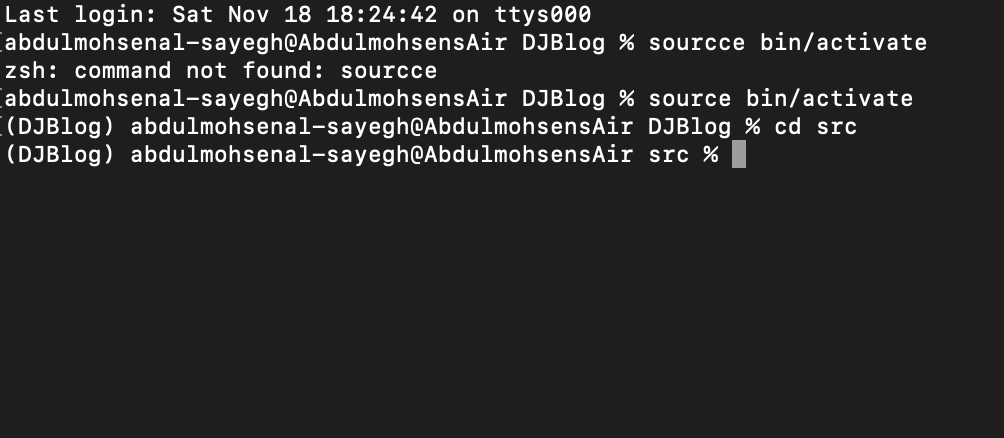 Last login: Sat Nov 18 18:24:42 on ttys000
[abdulmohsenal-sayegh@AbdulmohsensAir DJBlog % sourcce bin/activate
zsh: command not found: sourcce
[abdulmohsenal-sayegh@AbdulmohsensAir DJBlog % source bin/activate
[(DJBlog) abdulmohsenal-sayegh@AbdulmohsensAir DJBlog % cd src
(DJBlog) abdulmohsenal-sayegh@AbdulmohsensAir src %